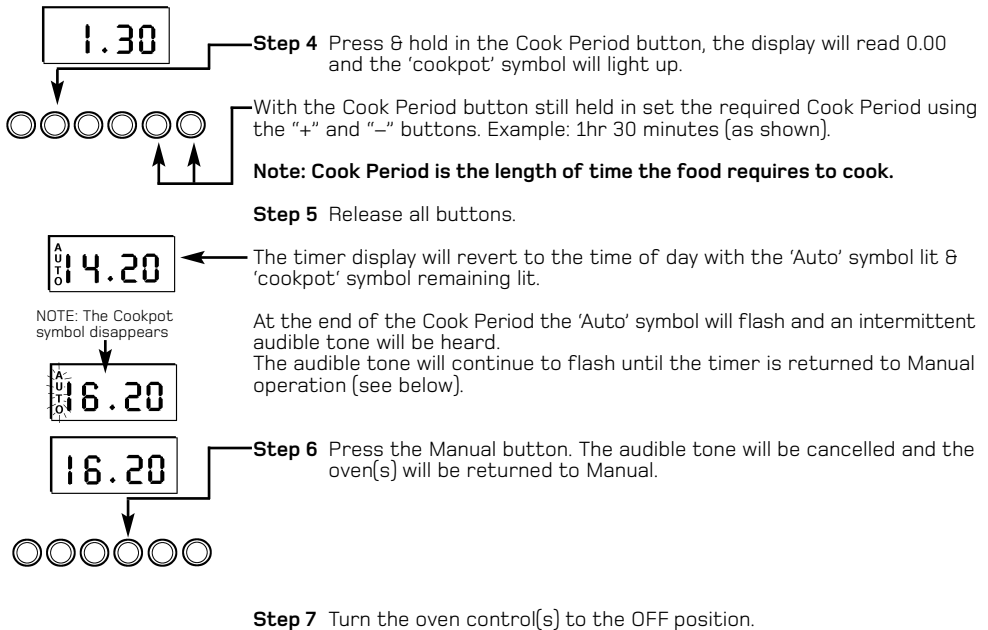 1.30
Step 4 Press & hold in the Cook Period button, the display will read 0.00
and the ‘cookpot’ symbol will light up.
With the Cook Period button still held in set the required Cook Period using
the “+” and “–” buttons. Example: 1hr 30 minutes (as shown).
Note: Cook Period is the length of time the food requires to cook.
Step 5 Release all buttons.
AUTO 14.20
The timer display will revert to the time of day with the ‘Auto’ symbol lit &
‘cookpot‘ symbol remaining lit.
NOTE: The Cookpot
symbol disappears
At the end of the Cook Period the ‘Auto’ symbol will flash and an intermittent
audible tone will be heard.
The audible tone will continue to flash until the timer is returned to Manual
operation (see below).
AUTO 16.20
16.20
Step 6 Press the Manual button. The audible tone will be cancelled and the
oven(s) will be returned to Manual.
Step 7 Turn the oven control(s) to the OFF position.